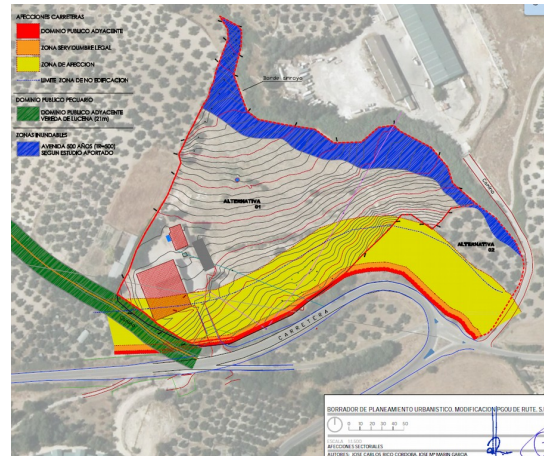 AFECCIONES CARRETERAS
DOMINIO PUBLICO ADYACENTE
ZONA SERVIDUMBRE LEGAL
ZONA DE AFECCION
LIMITE ZONA DE NO EDIFICACION
DOMINIO PUBLICO PECUARIO
DOMINIO PUBLICO ADYACENTE
VEREDA DE LUCENA (21m)
ZONAS INUNDABLES
AVENIDA 500 AÑOS (TR=500)
SEGUN ESTUDIO APORTADO
Borde arroyo
ALTERNATIVA
01
Camino
ALTERNATIVA
02
CARRETERA
BORRADOR DE PLANEAMIENTO URBANISTICO. MODIFICACION PGOU DE RUTE. S.
0 10 20 30 40 50
AFECCIONES SECTORIALES
AUTORES: JOSE CARLOS RICO CORDOBA, JOSE Mª MARIN GARCIA